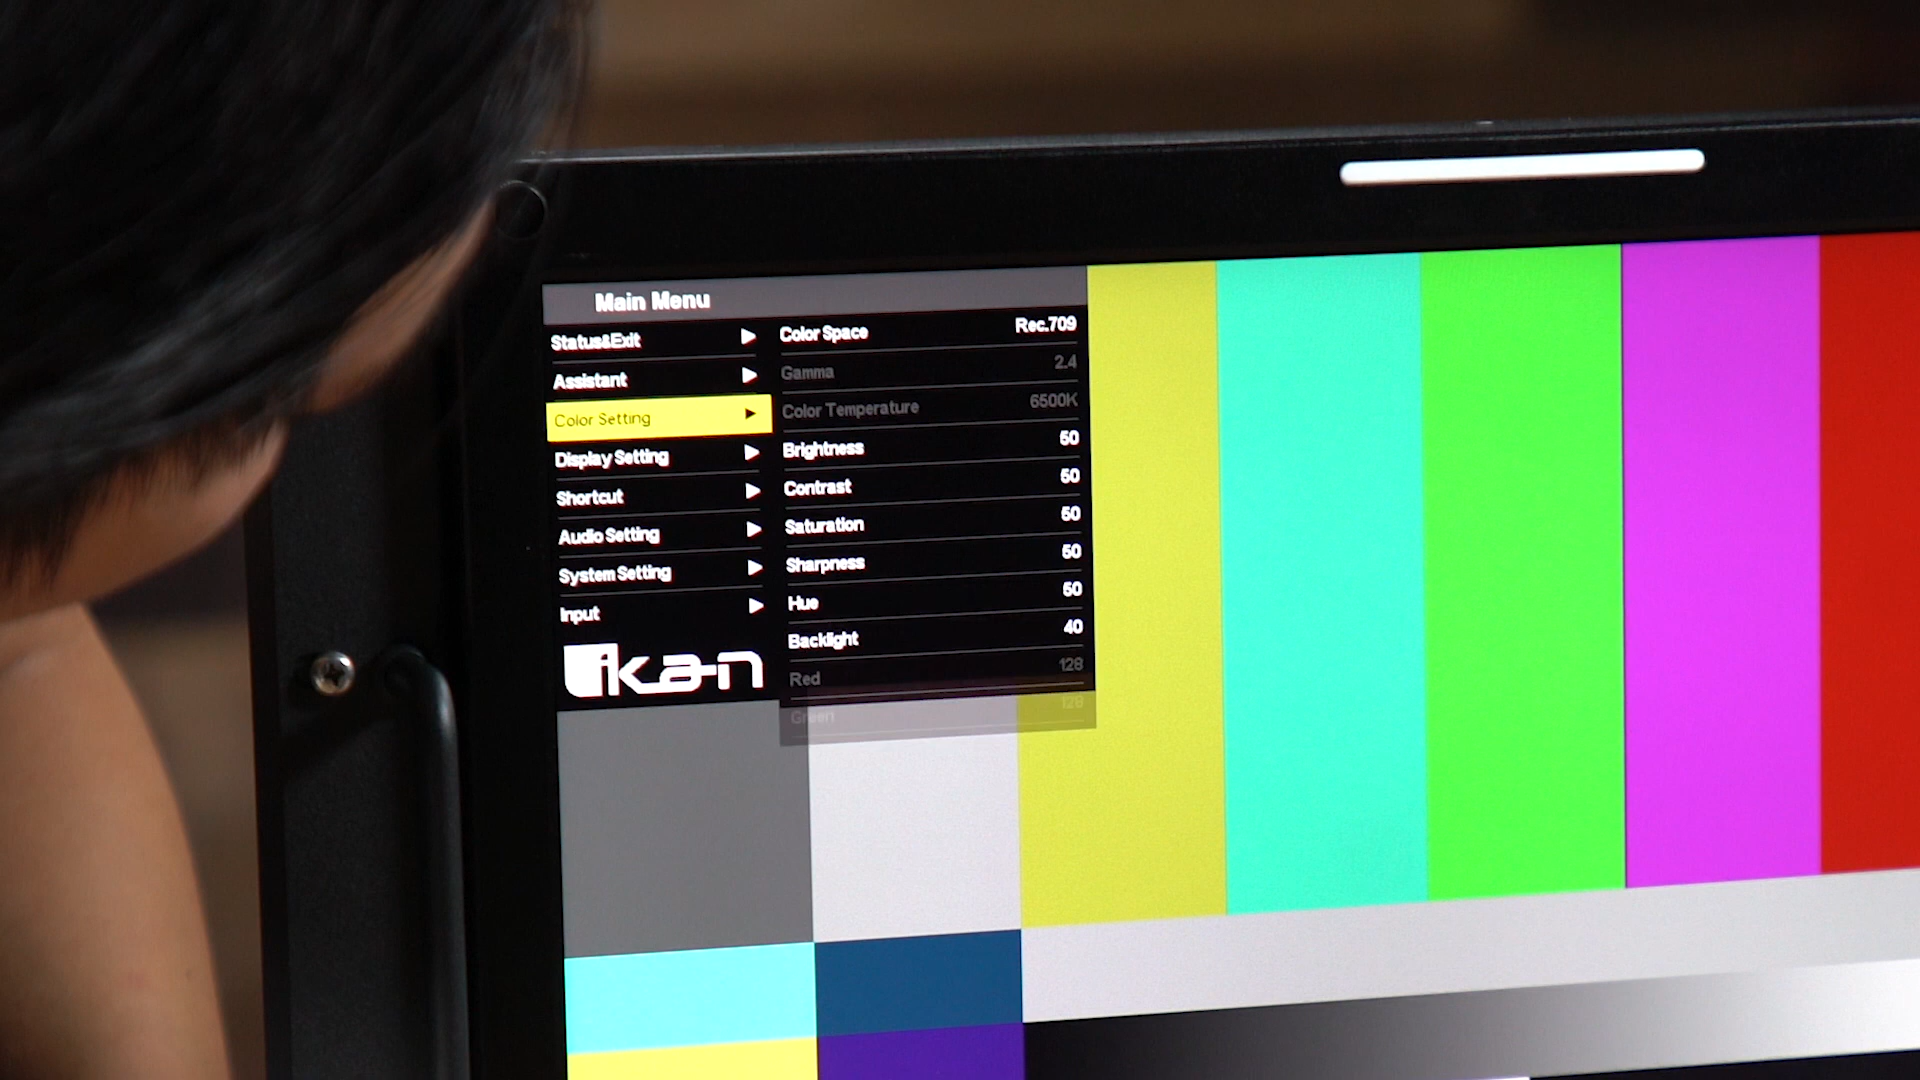 Main Menu
Status&Exit
Assistant
Color Setting
Display Setting
Shortcut
Audio Setting
System Setting
Input
ikan
Color Space Rec.709
Gamma 2.4
Color Temperature 6500K
Brightness 50
Contrast 50
Saturation 50
Sharpness 50
Hue 50
Backlight 40
Red 128
Green 128